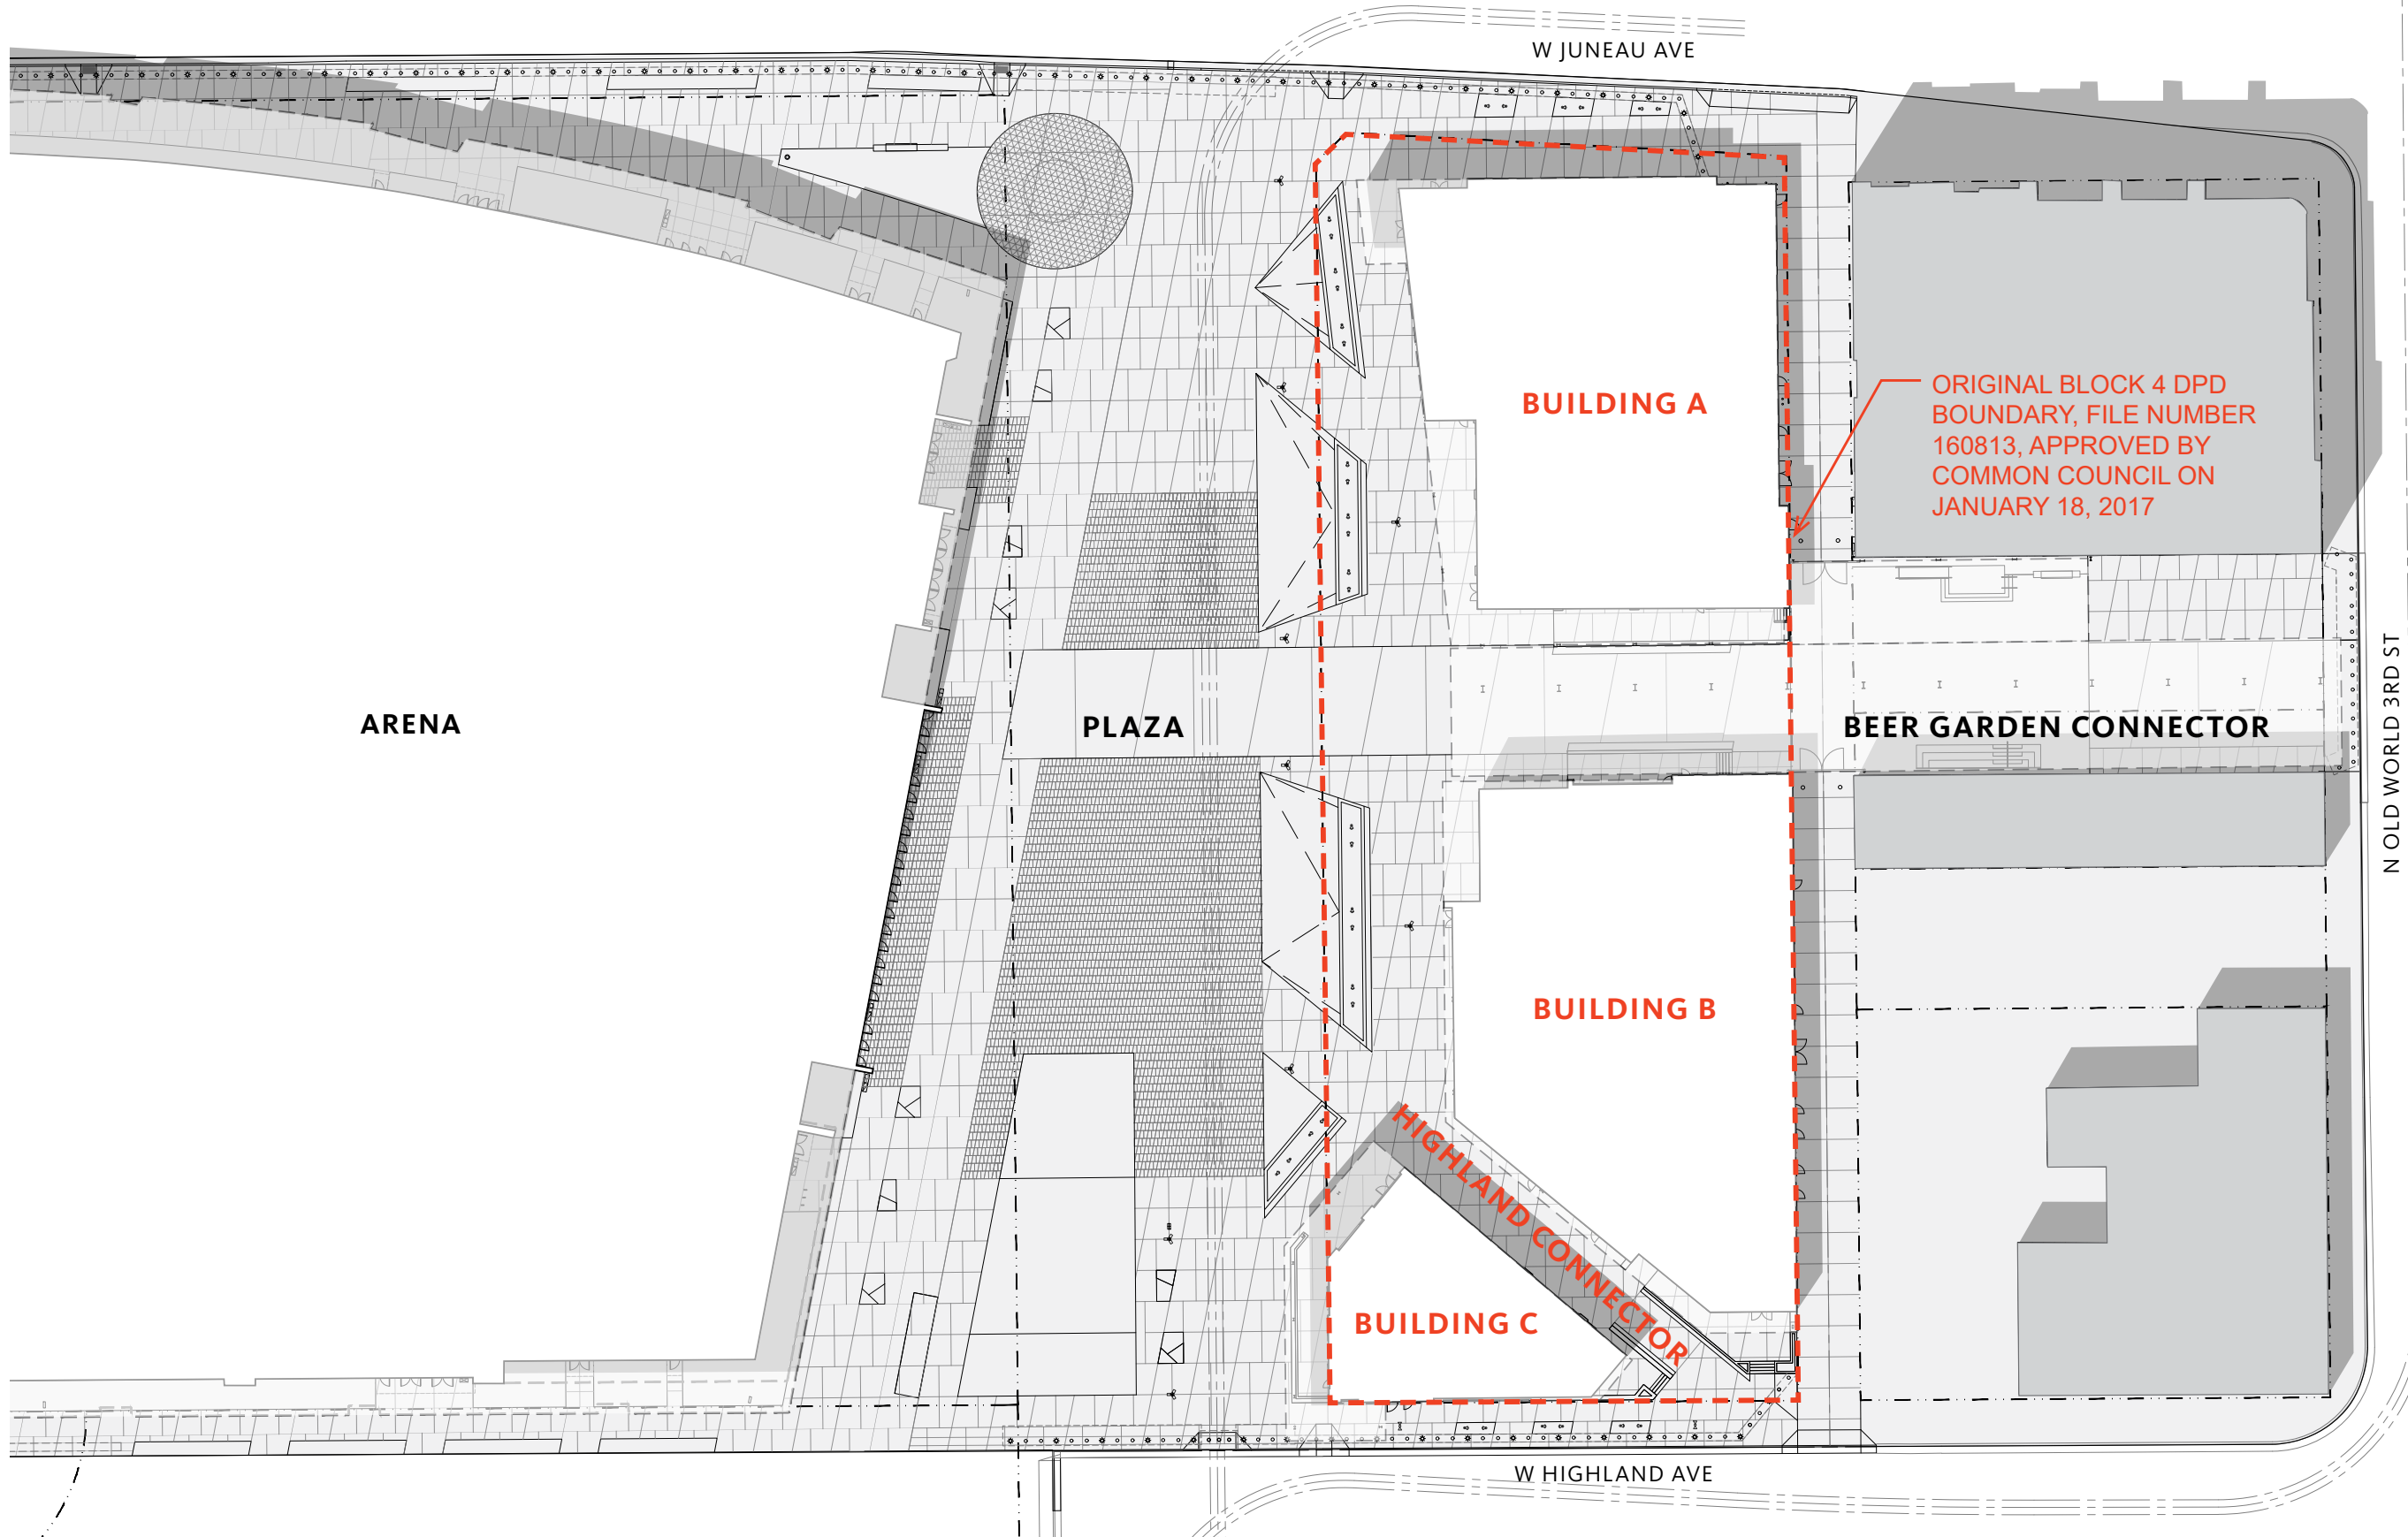 W JUNEAU AVE
BUILDING A
ORIGINAL BLOCK 4 DPD
BOUNDARY, FILE NUMBER
160813, APPROVED BY
COMMON COUNCIL ON
JANUARY 18, 2017
ARENA
PLAZA
BEER GARDEN CONNECTOR
N OLD WORLD 3RD ST
BUILDING B
HIGHLAND CONNECTOR
BUILDING C
W HIGHLAND AVE